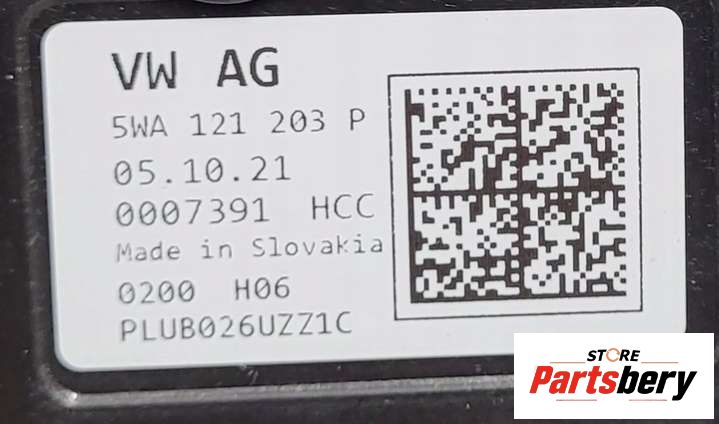 VW AG
5WA 121 203 P
05.10.21
0007391 HCC
Made in Slovakia
0200 H06
PLUB026UZZ1C
STORE
Partsbery